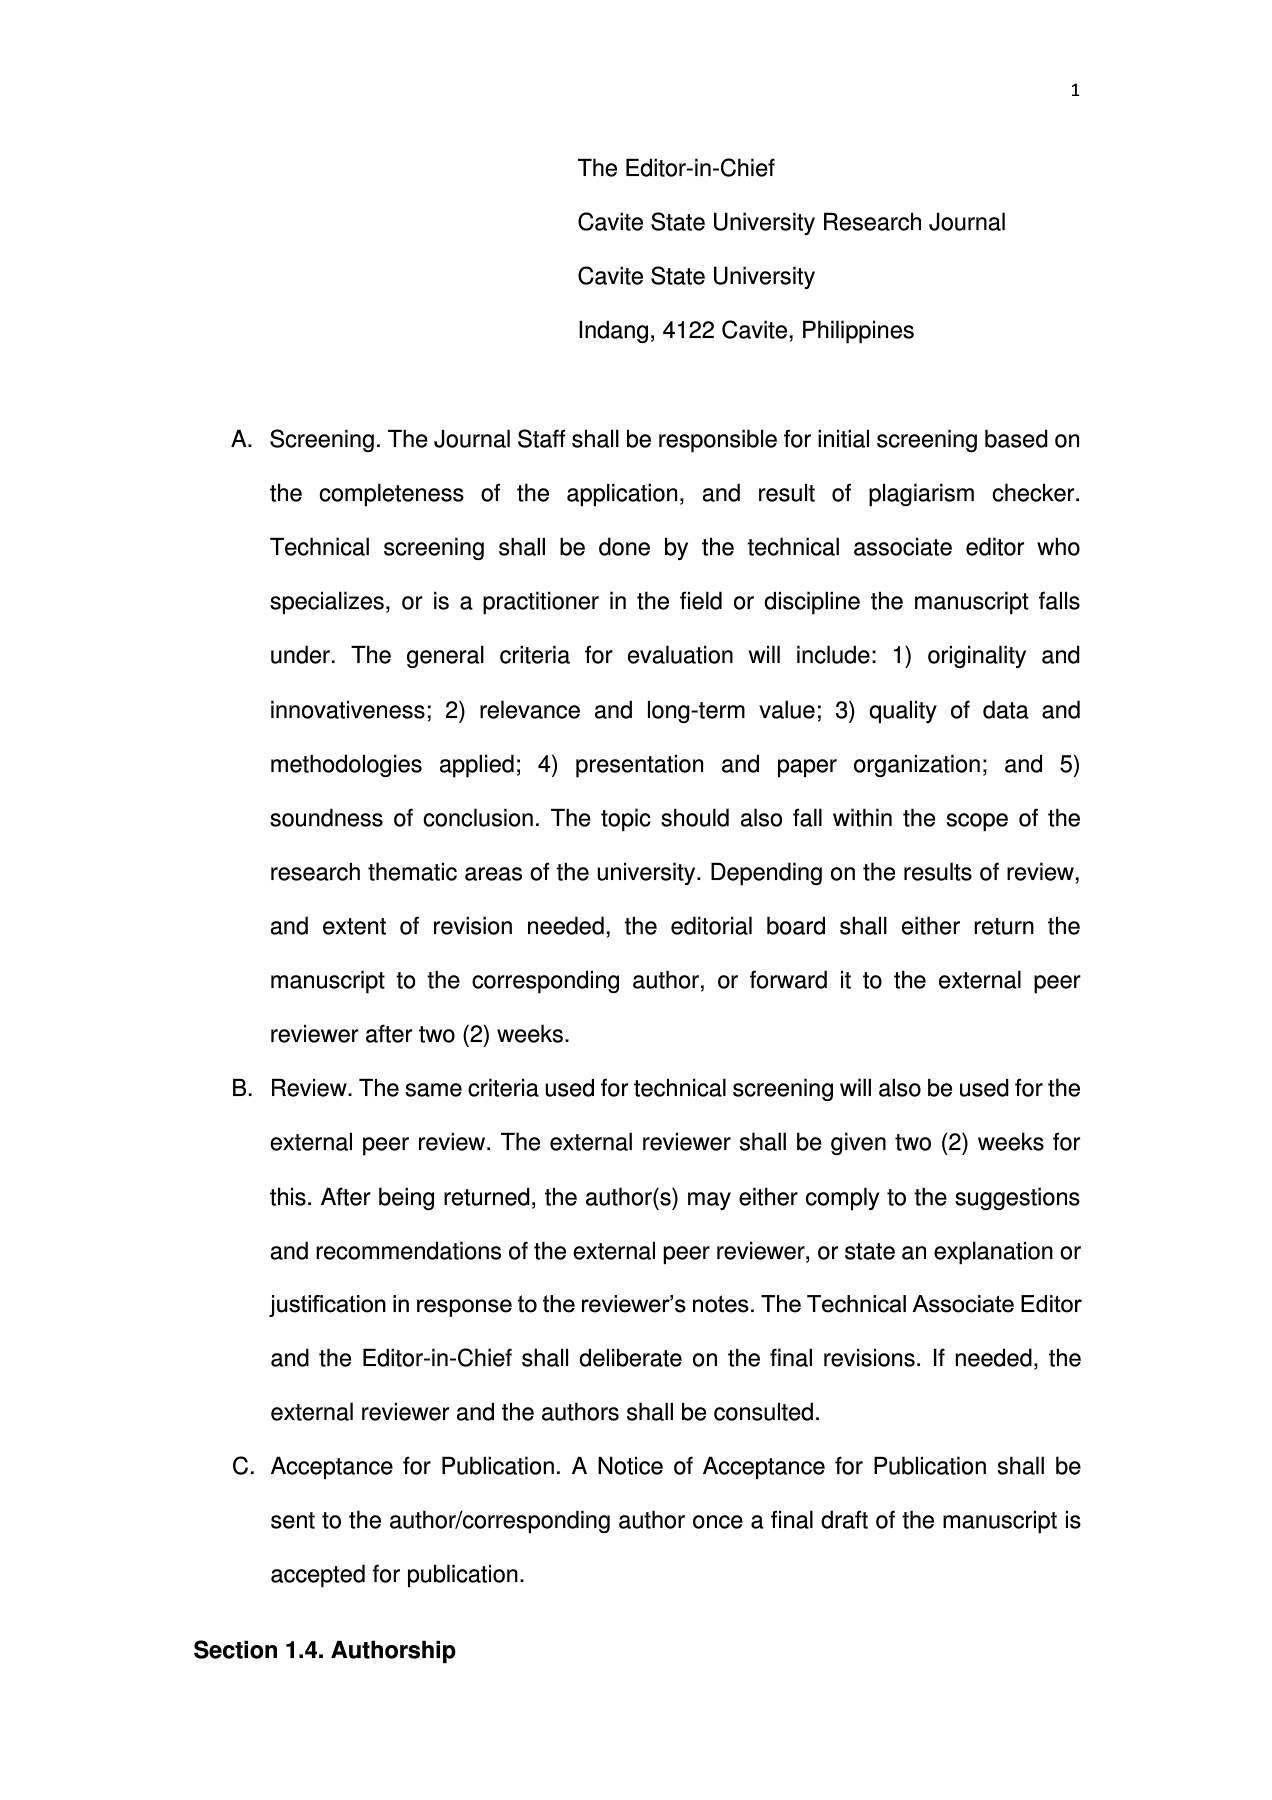 1
The Editor-in-Chief
Cavite State University Research Journal
Cavite State University
Indang, 4122 Cavite, Philippines
A. Screening. The Journal Staff shall be responsible for initial screening based on
the completeness of the application, and result of plagiarism checker.
Technical screening shall be done by the technical associate editor who
specializes, or is a practitioner in the field or discipline the manuscript falls
under. The general criteria for evaluation will include: 1) originality and
innovativeness; 2) relevance and long-term value; 3) quality of data and
methodologies applied; 4) presentation and paper organization; and 5)
soundness of conclusion. The topic should also fall within the scope of the
research thematic areas of the university. Depending on the results of review,
and extent of revision needed, the editorial board shall either return the
manuscript to the corresponding author, or forward it to the external peer
reviewer after two (2) weeks.
B. Review. The same criteria used for technical screening will also be used for the
external peer review. The external reviewer shall be given two (2) weeks for
this. After being returned, the author(s) may either comply to the suggestions
and recommendations of the external peer reviewer, or state an explanation or
justification in response to the reviewer’s notes. The Technical Associate Editor
and the Editor-in-Chief shall deliberate on the final revisions. If needed, the
external reviewer and the authors shall be consulted.
C. Acceptance for Publication. A Notice of Acceptance for Publication shall be
sent to the author/corresponding author once a final draft of the manuscript is
accepted for publication.
Section 1.4. Authorship